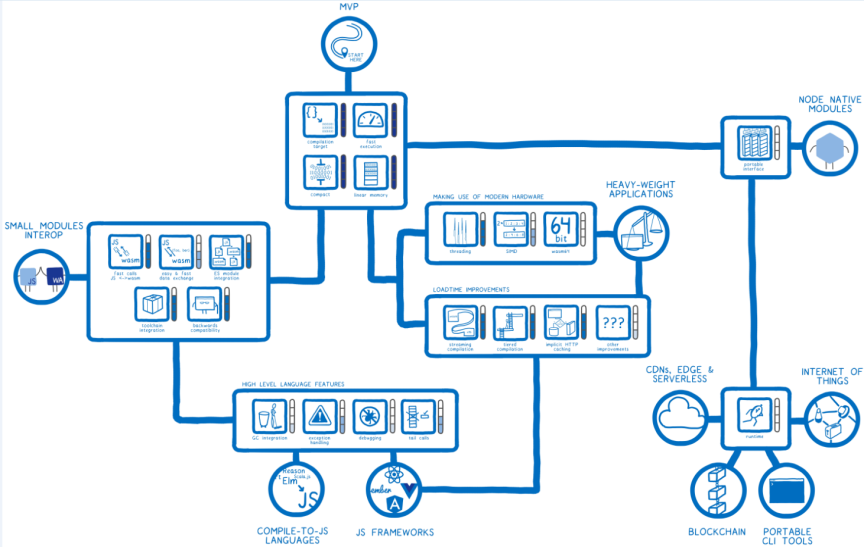 MVP
START
HERE
{}
compilation
target
fast
execution
compact
linear memory
NODE NATIVE
MODULES
portable
interface
SMALL MODULES
INTEROP
JS
WA
JS
wasm
fast calls
JS <-> wasm
JS
wasm
easy & fast
data exchange
ES module
integration
toolchain
integration
backwards
compatibility
MAKING USE OF MODERN HARDWARE
threading
SIMD
64
bit
wasm64
HEAVY-WEIGHT
APPLICATIONS
LOADTIME IMPROVEMENTS
streaming
compilation
tiered
compilation
implicit HTTP
caching
???
other
improvements
HIGH LEVEL LANGUAGE FEATURES
GC integration
exception
handling
debugging
tail calls
Reason
Elm
JS
COMPILE-TO-JS
LANGUAGES
ember
A
JS FRAMEWORKS
CDNs, EDGE &
SERVERLESS
INTERNET OF
THINGS
runtime
BLOCKCHAIN
PORTABLE
CLI TOOLS